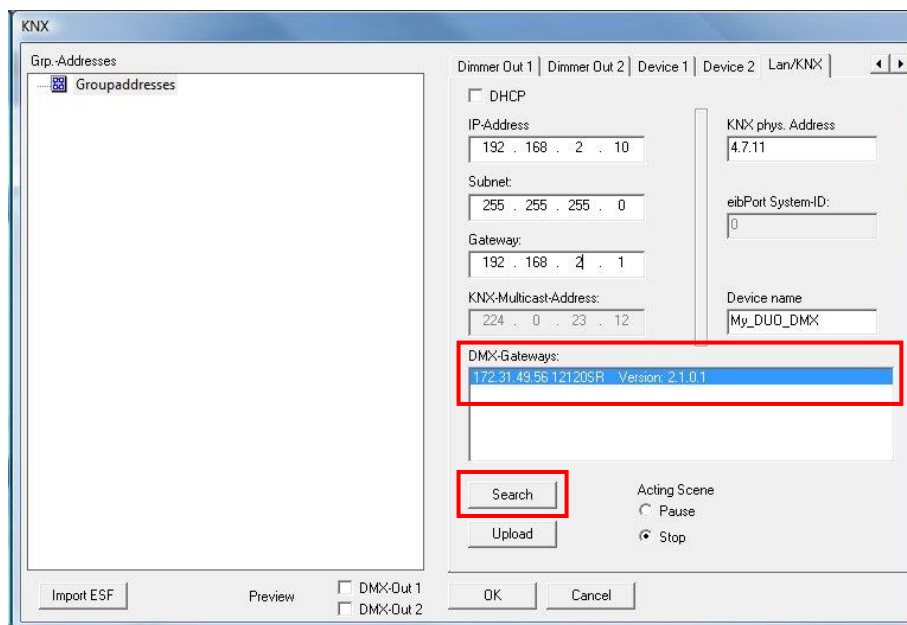 KNX
Grp.-Addresses
Groupaddresses
Dimmer Out 1 Dimmer Out 2 Device 1 Device 2 Lan/KNX
DHCP
IP-Address
192 . 168 . 2 . 10
Subnet:
255 . 255 . 255 . 0
Gateway:
192 . 168 . 2 . 1
KNX-Multicast-Address:
224 . 0 . 23 . 12
KNX phys. Address
4.7.11
eibPort System-ID:
0
Device name
My_DUO_DMX
DMX-Gateways:
172.31.49.56 12120SR Version: 2.1.0.1
Search
Upload
Acting Scene
Pause
Stop
Import ESF
Preview
DMX-Out 1
DMX-Out 2
OK
Cancel